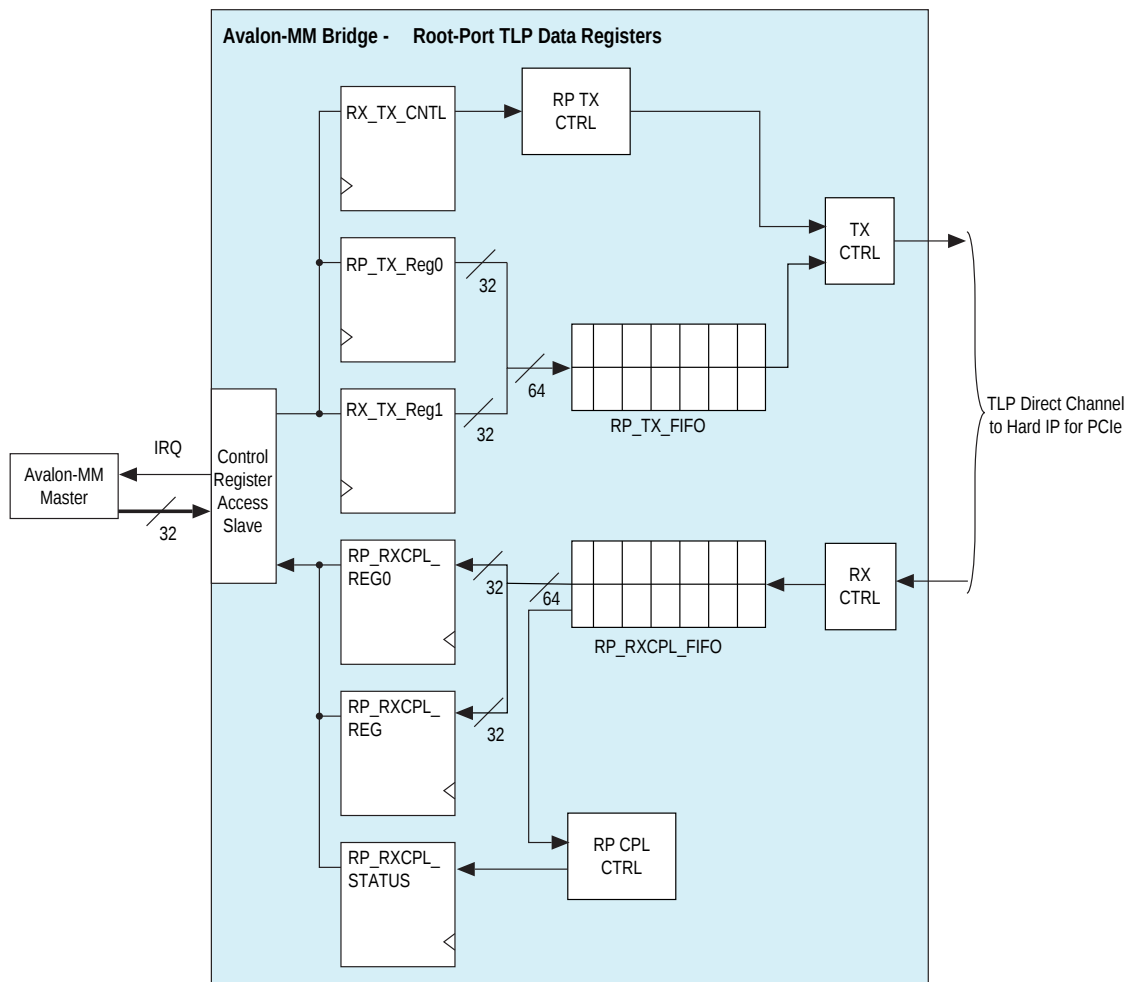 Avalon-MM Bridge - Root-Port TLP Data Registers
RX_TX_CNTL
RP TX
CTRL
RP_TX_Reg0
32
TX
CTRL
64
RP_TX_FIFO
RX_TX_Reg1
32
TLP Direct Channel
to Hard IP for PCIe
IRQ
Avalon-MM
Master
32
Control
Register
Access
Slave
RP_RXCPL_
REG0
32
64
RP_RXCPL_FIFO
RX
CTRL
RP_RXCPL_
REG
32
RP CPL
CTRL
RP_RXCPL_
STATUS